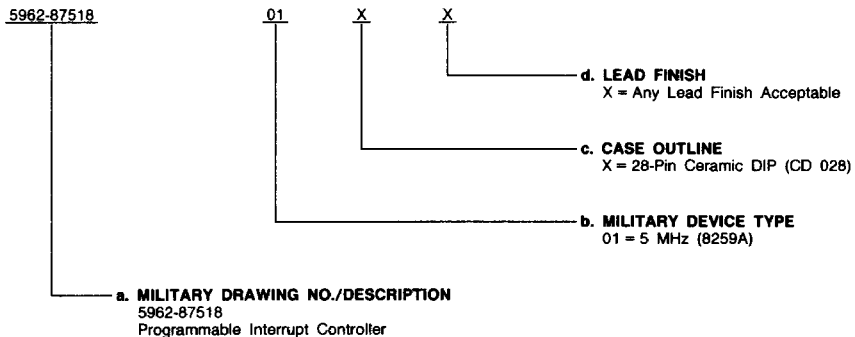 5962-87518 01 X X
d. LEAD FINISH
X = Any Lead Finish Acceptable
c. CASE OUTLINE
X = 28-Pin Ceramic DIP (CD 028)
b. MILITARY DEVICE TYPE
01 = 5 MHz (8259A)
a. MILITARY DRAWING NO./DESCRIPTION
5962-87518
Programmable Interrupt Controller